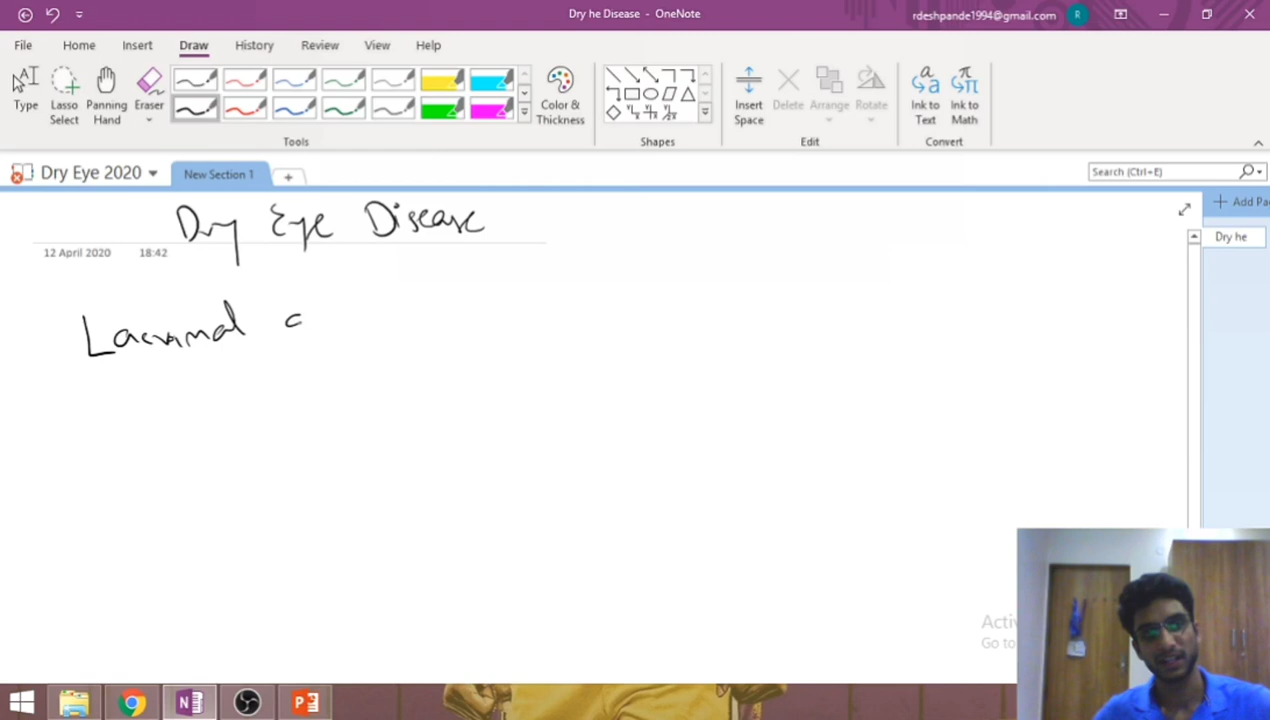 Dry he Disease - OneNote
rdeshpande1994@gmail.com R
File Home Insert Draw History Review View Help
Type
Lasso Select
Panning Hand
Eraser
Color & Thickness
Insert Space
Delete
Arrange
Rotate
Ink to Text
Ink to Math
Tools
Shapes
Edit
Convert
Dry Eye 2020
New Section 1
Search (Ctrl+E)
Add Pa
Dry he
Dry Eye Disease
12 April 2020 18:42
Lacrimal
Activ
Go to